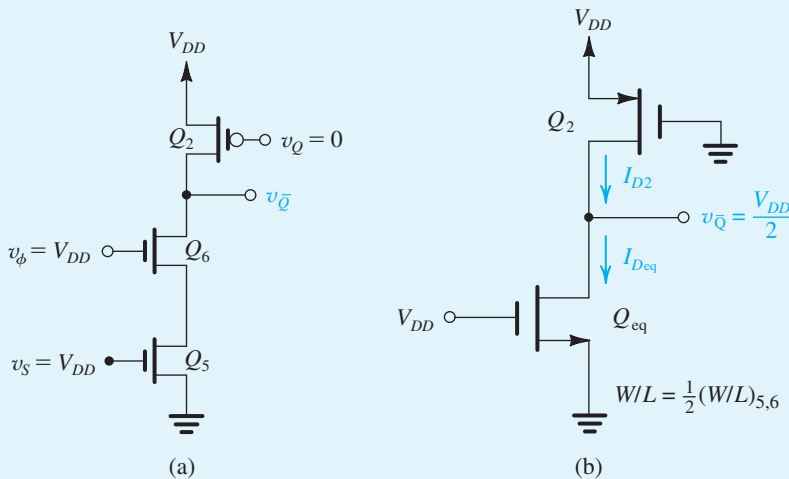 V_DD
Q_2
v_Q = 0
v_Q̄
v_ϕ = V_DD
Q_6
v_S = V_DD
Q_5
(a)
V_DD
Q_2
I_D2
v_Q̄ = V_DD/2
I_Deq
V_DD
Q_eq
W/L = ½(W/L)_5,6
(b)